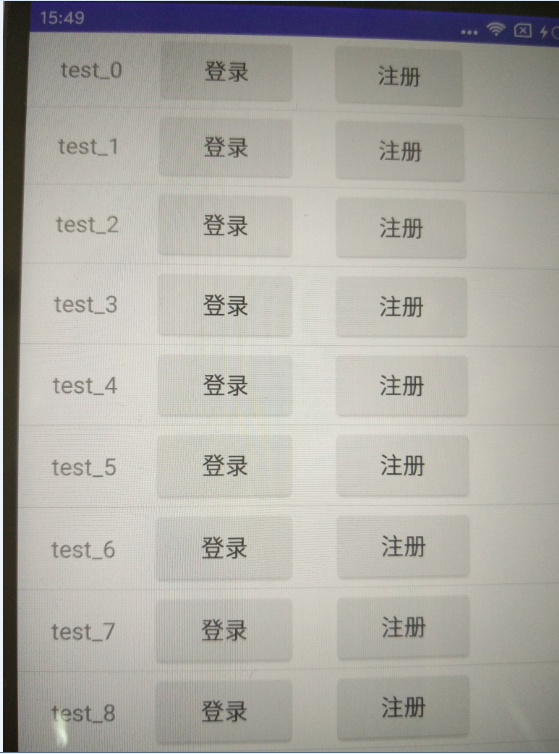 15:49
test_0 登录 注册
test_1 登录 注册
test_2 登录 注册
test_3 登录 注册
test_4 登录 注册
test_5 登录 注册
test_6 登录 注册
test_7 登录 注册
test_8 登录 注册